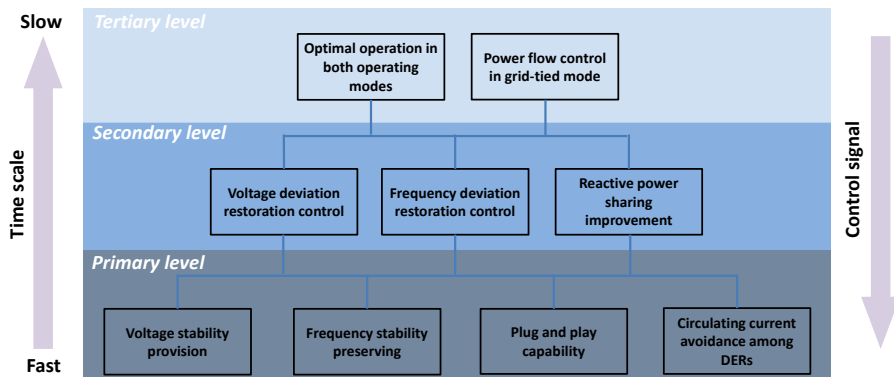 Slow
Tertiary level
Optimal operation in
both operating
modes
Power flow control
in grid-tied mode
Secondary level
Voltage deviation
restoration control
Frequency deviation
restoration control
Reactive power
sharing
improvement
Primary level
Voltage stability
provision
Frequency stability
preserving
Plug and play
capability
Circulating current
avoidance among
DERs
Fast
Time scale
Control signal